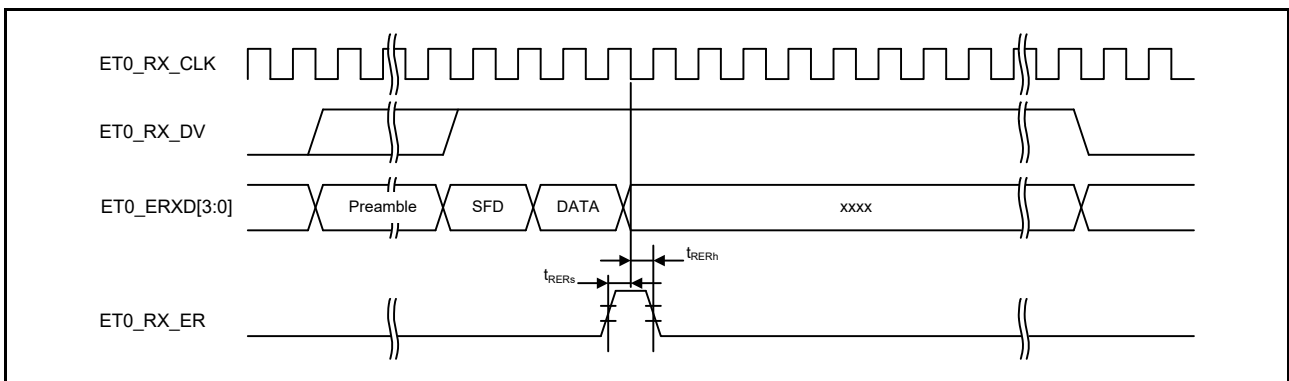 ET0_RX_CLK
ET0_RX_DV
ET0_ERXD[3:0]
Preamble
SFD
DATA
xxxx
tRERh
tRERs
ET0_RX_ER